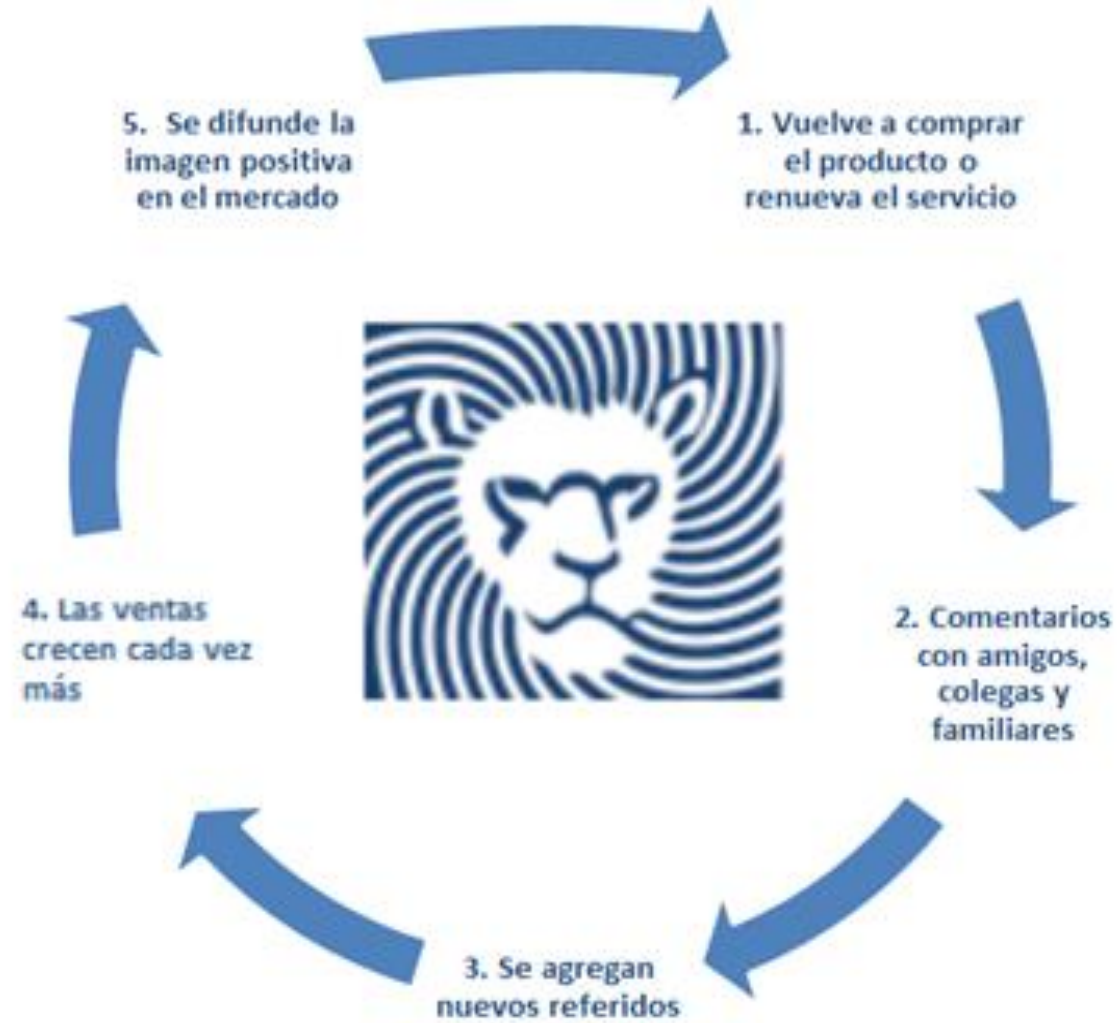 1. Vuelve a comprar
el producto o
renueva el servicio
2. Comentarios
con amigos,
colegas y
familiares
3. Se agregan
nuevos referidos
4. Las ventas
crecen cada vez
más
5. Se difunde la
imagen positiva
en el mercado